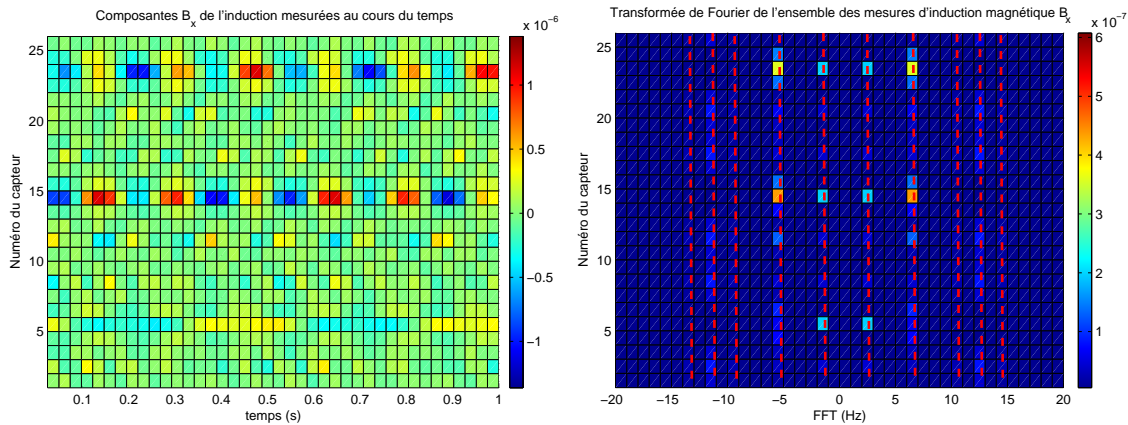 Composantes B_x de l'induction mesurées au cours du temps
x 10^-6
Numéro du capteur
25
20
15
10
5
0.1 0.2 0.3 0.4 0.5 0.6 0.7 0.8 0.9 1
temps (s)
1
0.5
0
−0.5
−1
Transformée de Fourier de l'ensemble des mesures d'induction magnétique B_x
x 10^-7
Numéro du capteur
25
20
15
10
5
−20 −15 −10 −5 0 5 10 15 20
FFT (Hz)
6
5
4
3
2
1